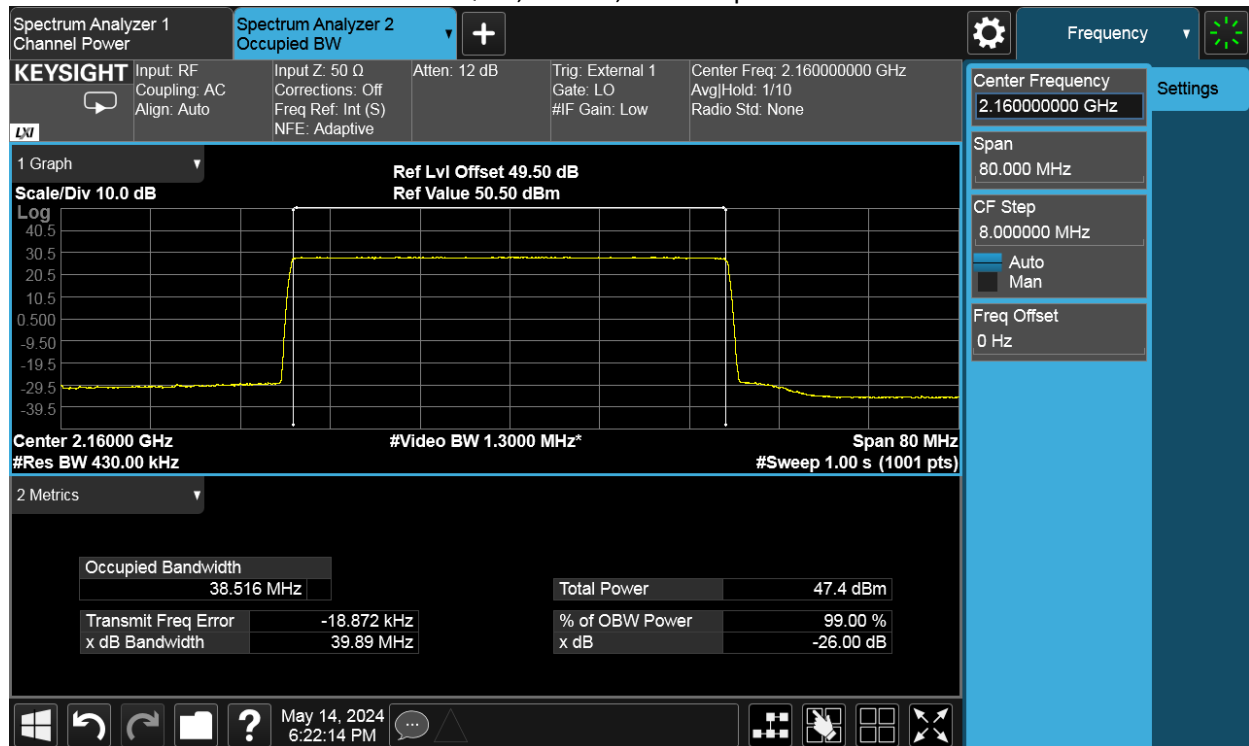 Spectrum Analyzer 1
Channel Power
Spectrum Analyzer 2
Occupied BW
Frequency
KEYSIGHT
LXI
Input: RF
Coupling: AC
Align: Auto
Input Z: 50 Ω
Corrections: Off
Freq Ref: Int (S)
NFE: Adaptive
Atten: 12 dB
Trig: External 1
Gate: LO
#IF Gain: Low
Center Freq: 2.160000000 GHz
Avg|Hold: 1/10
Radio Std: None
Center Frequency
2.160000000 GHz
Settings
Span
80.000 MHz
CF Step
8.000000 MHz
Auto
Man
Freq Offset
0 Hz
1 Graph
Scale/Div 10.0 dB
Ref Lvl Offset 49.50 dB
Ref Value 50.50 dBm
Log
40.5
30.5
20.5
10.5
0.500
-9.50
-19.5
-29.5
-39.5
Center 2.16000 GHz
#Video BW 1.3000 MHz*
Span 80 MHz
#Res BW 430.00 kHz
#Sweep 1.00 s (1001 pts)
2 Metrics
Occupied Bandwidth
38.516 MHz
Total Power 47.4 dBm
Transmit Freq Error -18.872 kHz
% of OBW Power 99.00 %
x dB Bandwidth 39.89 MHz
x dB -26.00 dB
?
May 14, 2024
6:22:14 PM